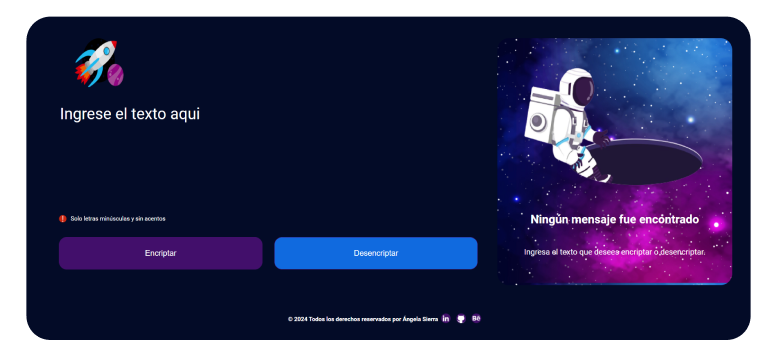 Ingrese el texto aqui
Solo letras minúsculas y sin acentos
Encriptar
Desencriptar
Ningún mensaje fue encontrado
Ingresa el texto que desees encriptar o desencriptar.
© 2024 Todos los derechos reservados por Ángela Sierra
in
Bē